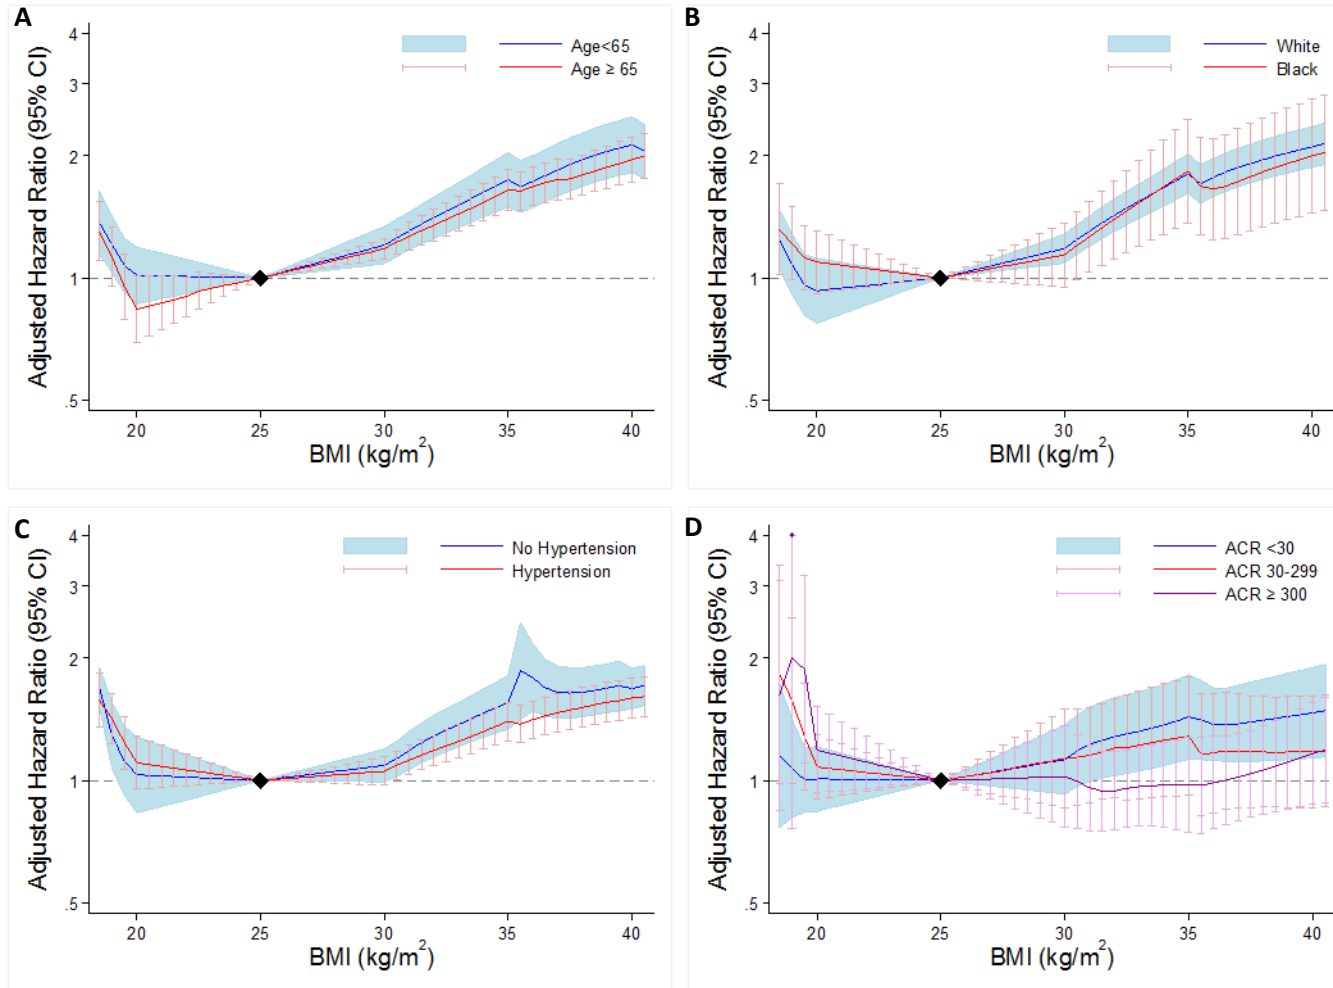 A
Adjusted Hazard Ratio (95% CI)
4
3
2
1
.5
Age<65
Age ≥ 65
20 25 30 35 40
BMI (kg/m²)
B
Adjusted Hazard Ratio (95% CI)
4
3
2
1
.5
White
Black
20 25 30 35 40
BMI (kg/m²)
C
Adjusted Hazard Ratio (95% CI)
4
3
2
1
.5
No Hypertension
Hypertension
20 25 30 35 40
BMI (kg/m²)
D
Adjusted Hazard Ratio (95% CI)
4
3
2
1
.5
ACR <30
ACR 30-299
ACR ≥ 300
20 25 30 35 40
BMI (kg/m²)